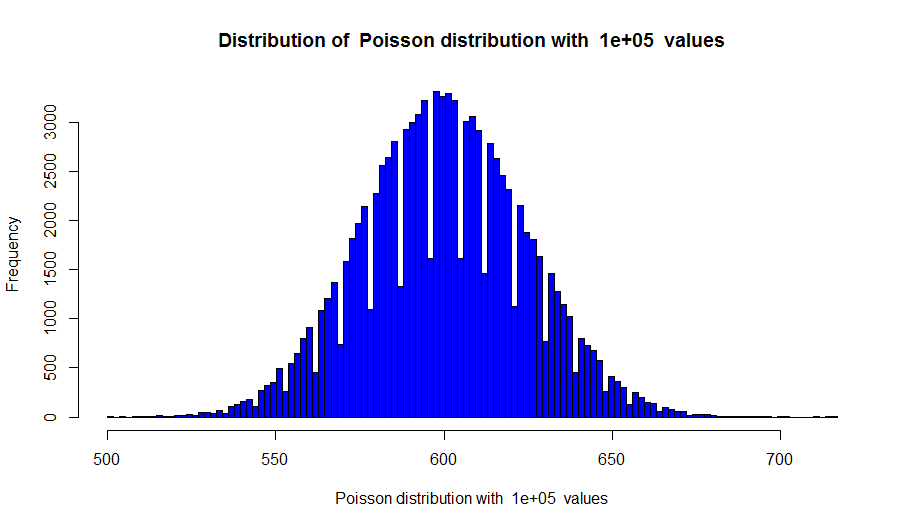 Distribution of  Poisson distribution with  1e+05  values
Frequency
3000
2500
2000
1500
1000
500
0
500 550 600 650 700
Poisson distribution with  1e+05  values